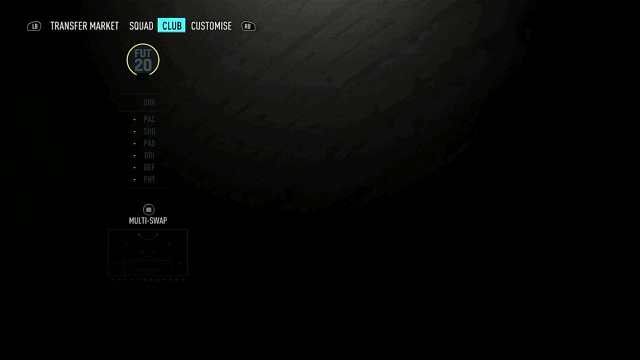 LB TRANSFER MARKET SQUAD CLUB CUSTOMISE RB
FUT
20
OVR
- PAC
- SHO
- PAS
- DRI
- DEF
- PHY
MULTI-SWAP